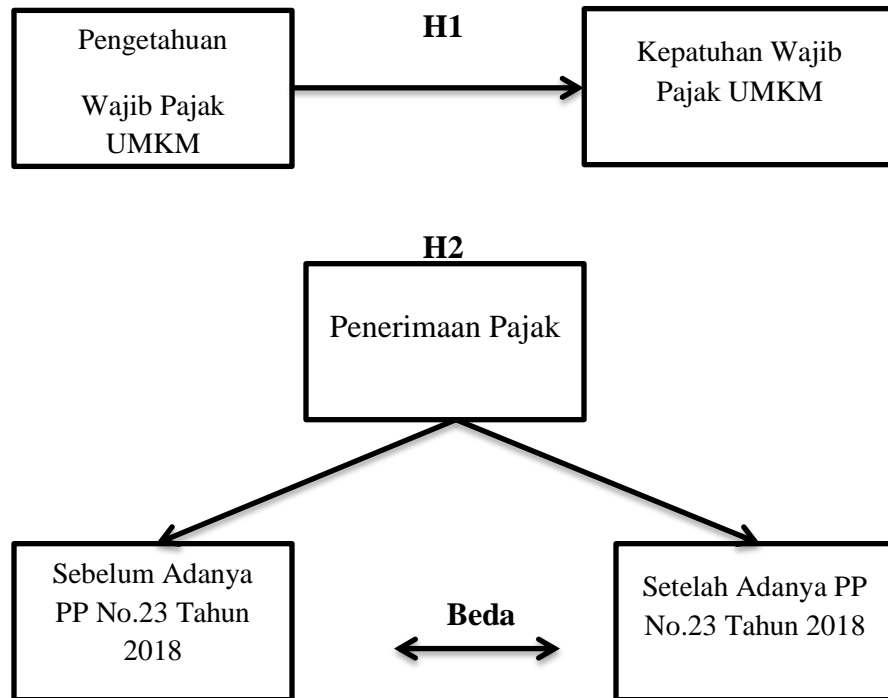 H1
Pengetahuan
Wajib Pajak
UMKM
Kepatuhan Wajib
Pajak UMKM
H2
Penerimaan Pajak
Sebelum Adanya
PP No.23 Tahun
2018
Beda
Setelah Adanya PP
No.23 Tahun 2018